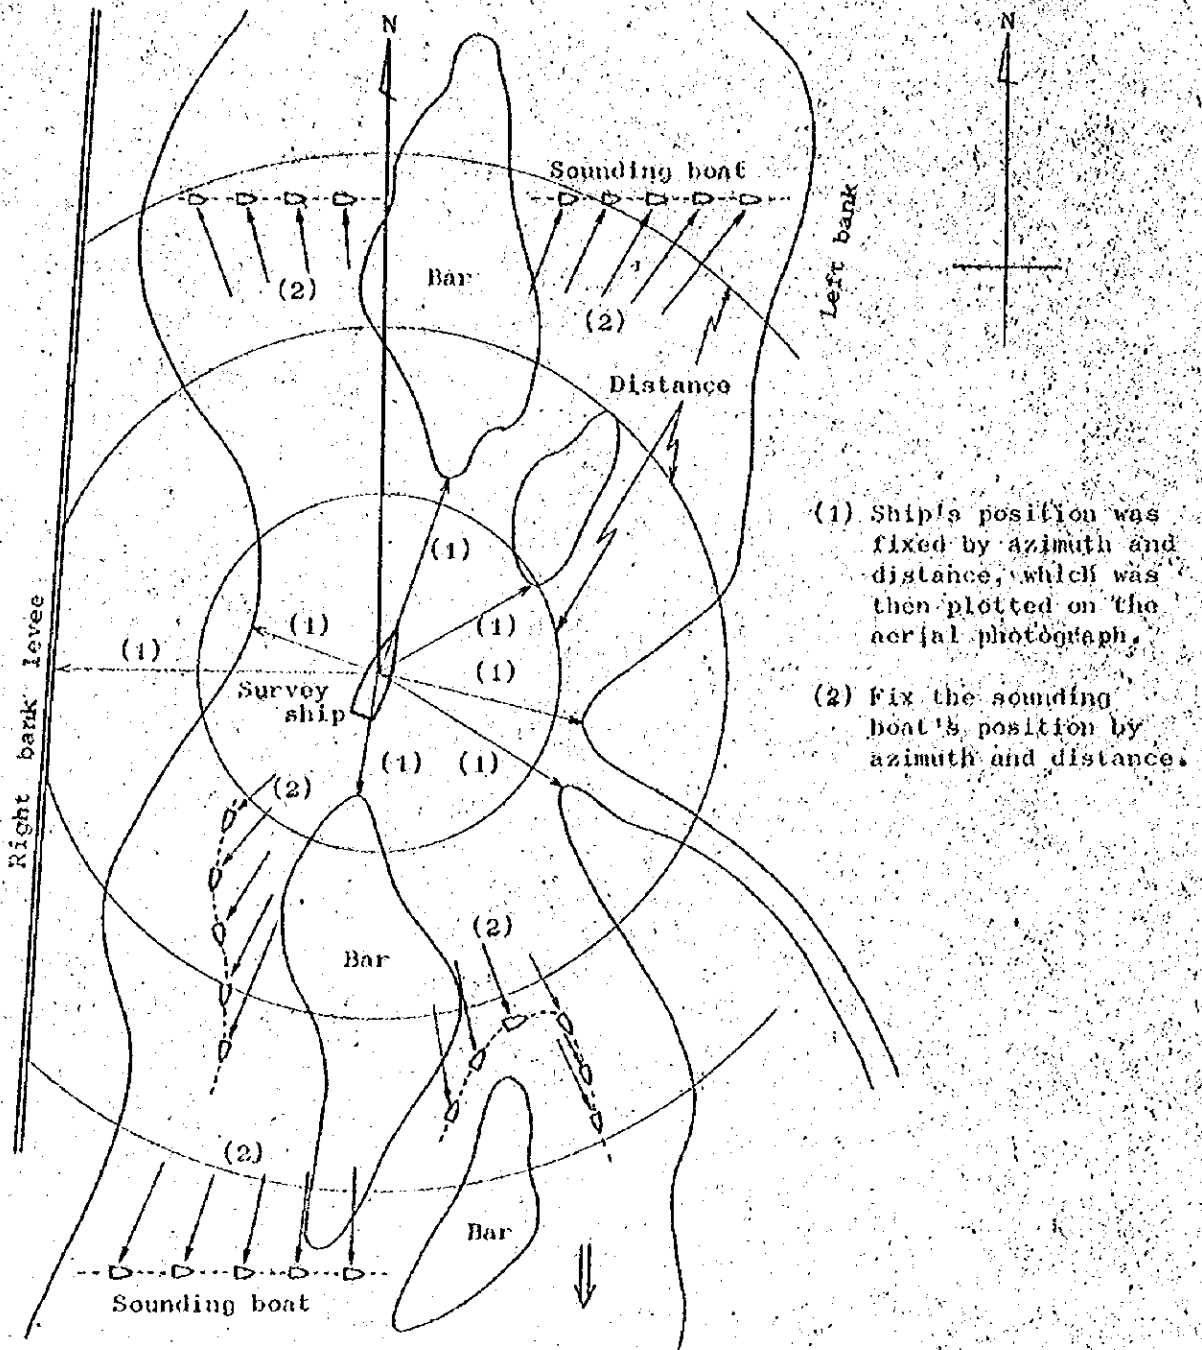 N
N
Sounding boat
Left bank
Bar
(2)
(2)
Distance
(1)
(1)
(1)
(1)
(1)
Survey
ship
(1) (1)
Right bank levee
(2)
(2)
Bar
(2)
Bar
Sounding boat
(1) Ship's position was
fixed by azimuth and
distance, which was
then plotted on the
aerial photograph.
(2) Fix the sounding
boat's position by
azimuth and distance.